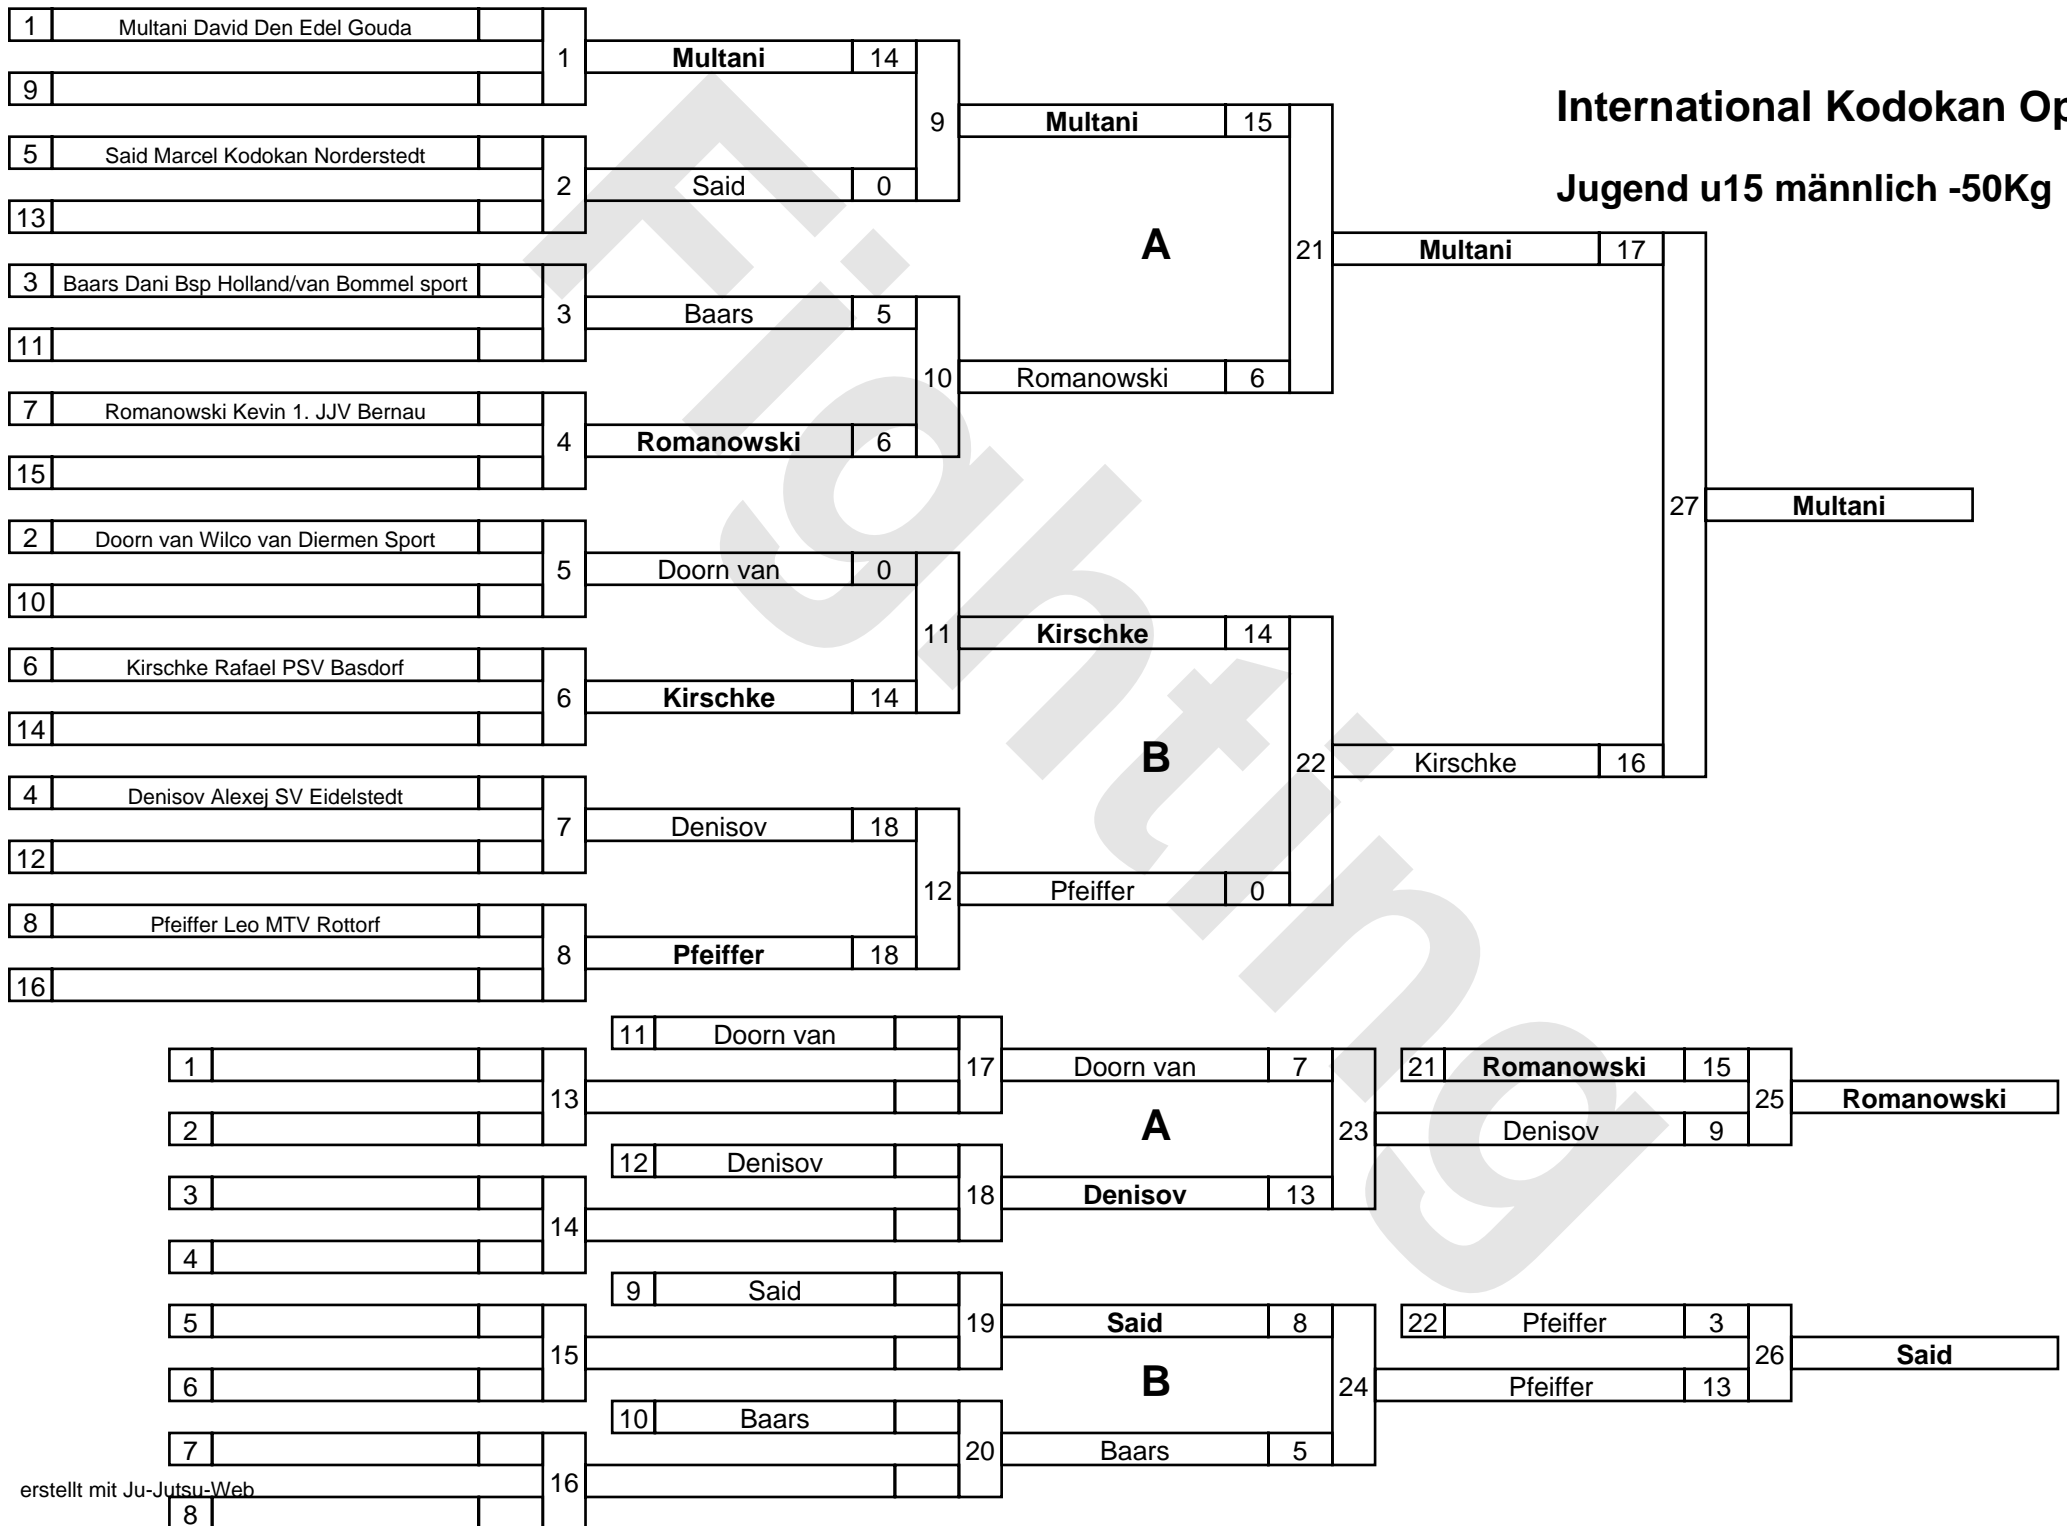 1 Multani David Den Edel Gouda
1 Multani 14
9
9 Multani 15
International Kodokan Op
5 Said Marcel Kodokan Norderstedt
2 Said 0
13
Jugend u15 männlich -50Kg
A
21 Multani 17
3 Baars Dani Bsp Holland/van Bommel sport
3 Baars 5
11
10 Romanowski 6
7 Romanowski Kevin 1. JJV Bernau
4 Romanowski 6
15
27 Multani
2 Doorn van Wilco van Diermen Sport
5 Doorn van 0
10
11 Kirschke 14
6 Kirschke Rafael PSV Basdorf
6 Kirschke 14
14
B
22 Kirschke 16
4 Denisov Alexej SV Eidelstedt
7 Denisov 18
12
12 Pfeiffer 0
8 Pfeiffer Leo MTV Rottorf
8 Pfeiffer 18
16
11 Doorn van
1
17 Doorn van 7
21 Romanowski 15
13
25 Romanowski
2
A
23 Denisov 9
12 Denisov
3
18 Denisov 13
14
4
9 Said
5
19 Said 8
22 Pfeiffer 3
15
26 Said
6
B
24 Pfeiffer 13
10 Baars
7
20 Baars 5
16
erstellt mit Ju-Jutsu-Web
8
Fighting